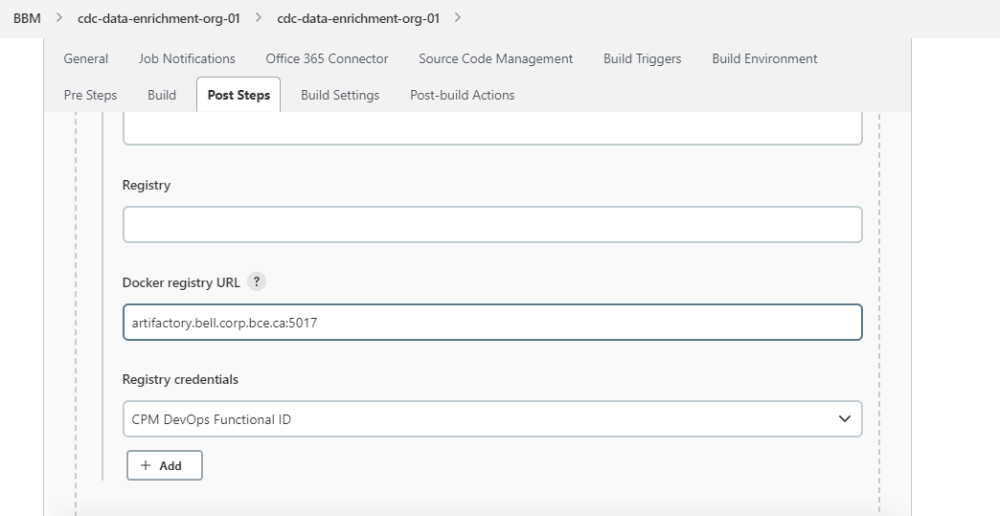 BBM > cdc-data-enrichment-org-01 > cdc-data-enrichment-org-01 >
General Job Notifications Office 365 Connector Source Code Management Build Triggers Build Environment
Pre Steps Build Post Steps Build Settings Post-build Actions
Registry
Docker registry URL ?
artifactory.bell.corp.bce.ca:5017
Registry credentials
CPM DevOps Functional ID
+ Add